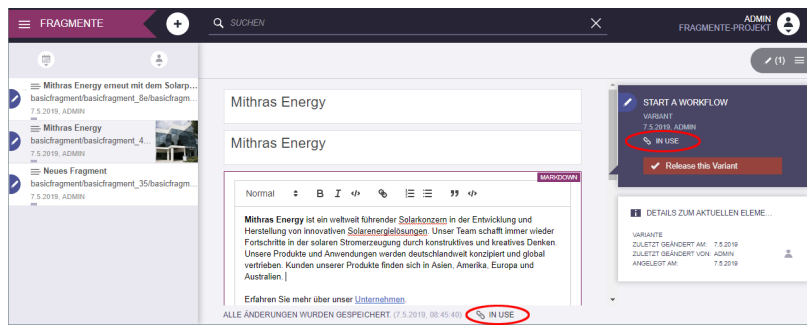 FRAGMENTE
SUCHEN
ADMIN
FRAGMENTE-PROJEKT
(1)
Mithras Energy erneut mit dem Solarp...
basicfragment/basicfragment_8e/basicfragm...
7.5.2019, ADMIN
Mithras Energy
basicfragment/basicfragment_4...
7.5.2019, ADMIN
Neues Fragment
basicfragment/basicfragment_35/basicfragm...
7.5.2019, ADMIN
Mithras Energy
Mithras Energy
MARKDOWN
Normal
Mithras Energy ist ein weltweit führender Solarkonzern in der Entwicklung und
Herstellung von innovativen Solarenergielösungen. Unser Team schafft immer wieder
Fortschritte in der solaren Stromerzeugung durch konstruktives und kreatives Denken.
Unsere Produkte und Anwendungen werden deutschlandweit konzipiert und global
vertrieben. Kunden unserer Produkte finden sich in Asien, Amerika, Europa und
Australien.
Erfahren Sie mehr über unser Unternehmen.
ALLE ÄNDERUNGEN WURDEN GESPEICHERT. (7.5.2019, 08:45:40) IN USE
START A WORKFLOW
VARIANT
7.5.2019, ADMIN
IN USE
Release this Variant
DETAILS ZUM AKTUELLEN ELEME...
VARIANTE
ZULETZT GEÄNDERT AM: 7.5.2019
ZULETZT GEÄNDERT VON: ADMIN
ANGELEGT AM: 7.5.2019